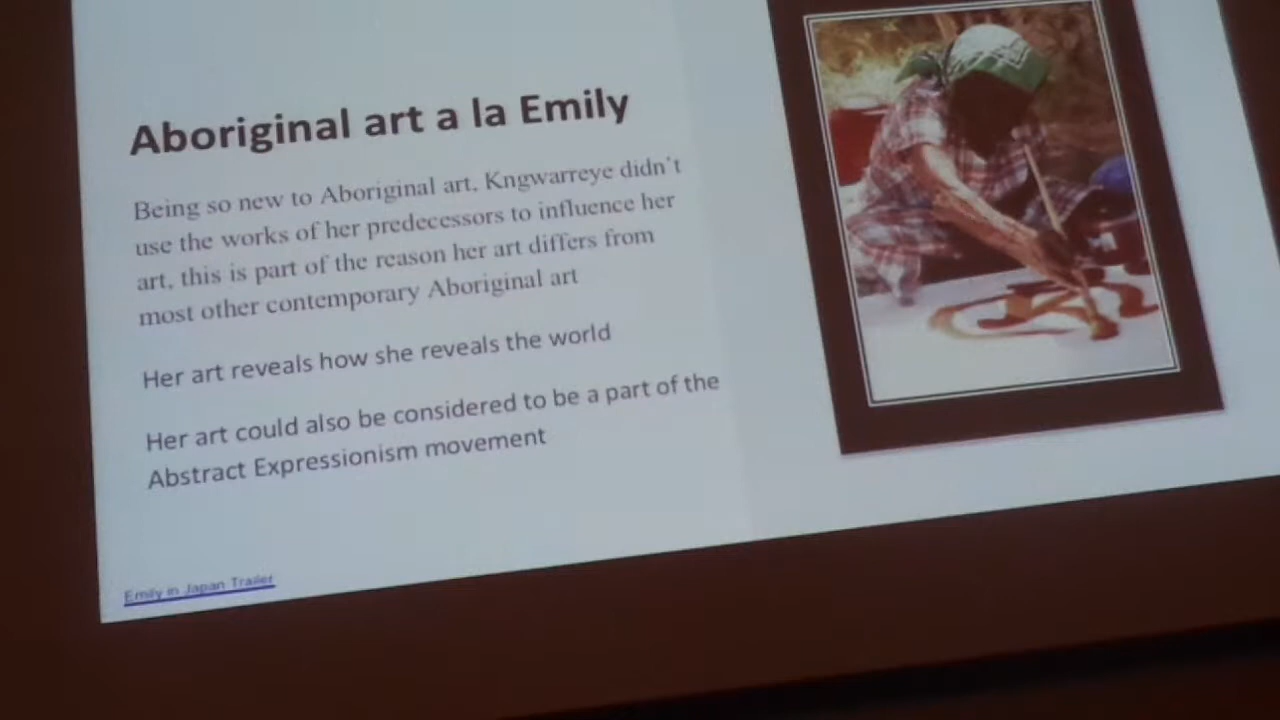 Aboriginal art a la Emily
Being so new to Aboriginal art, Kngwarreye didn't
use the works of her predecessors to influence her
art, this is part of the reason her art differs from
most other contemporary Aboriginal art
Her art reveals how she reveals the world
Her art could also be considered to be a part of the
Abstract Expressionism movement
Emily in Japan Trailer